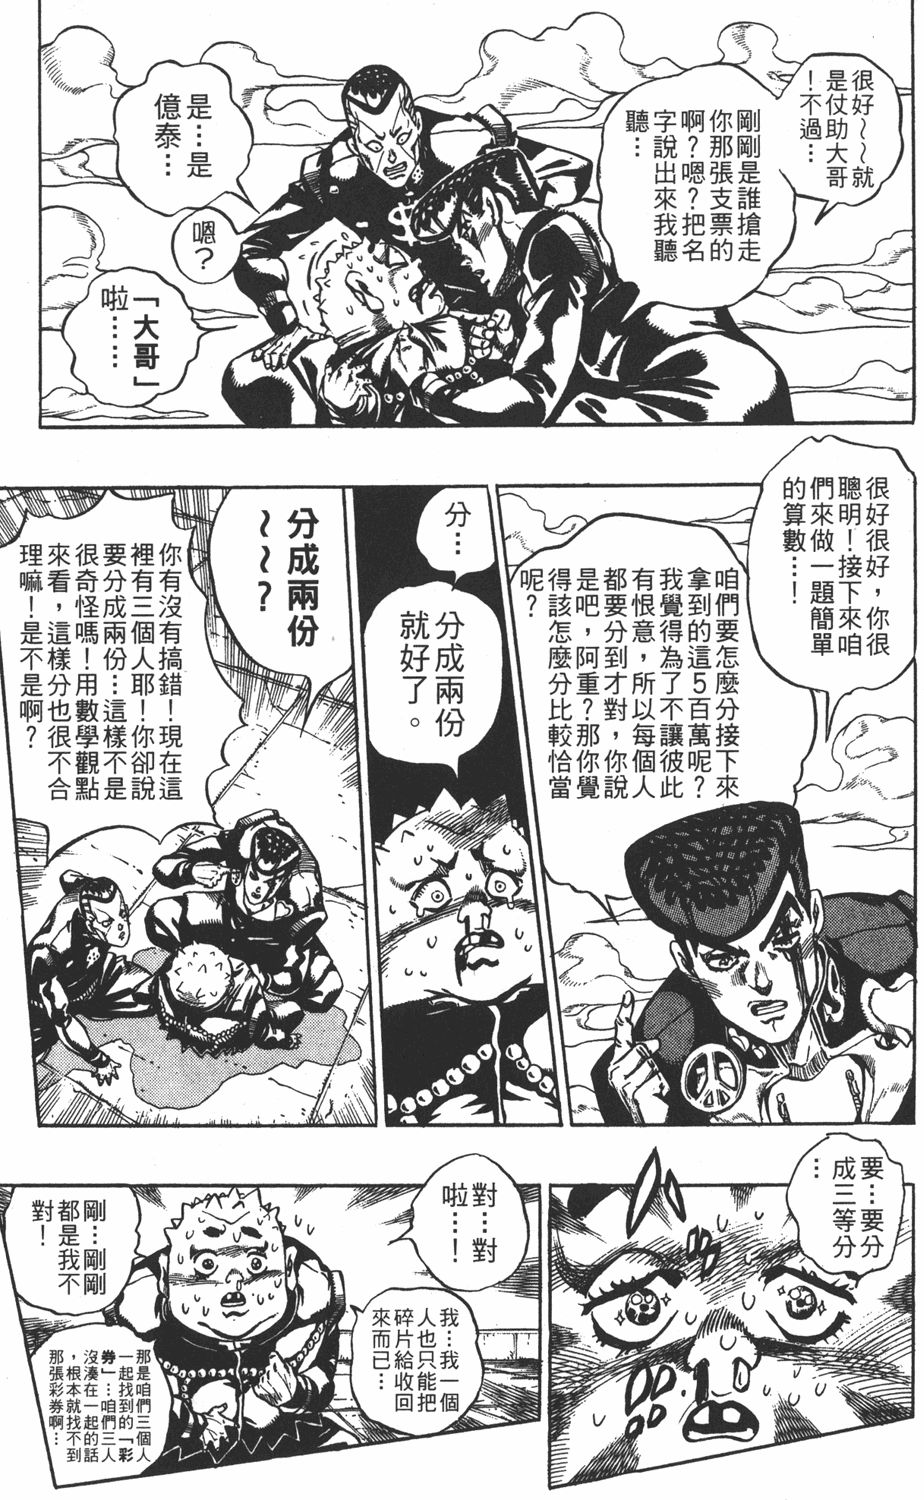 很好～～就
是仗助大哥
！不過…
剛剛是誰搶走
你那張支票的
啊？嗯？把名
字說出來我聽
聽…
是…是
億泰…
嗯？
「大哥」
啦……
很好很好，你很
聰明！接下來咱
們來做一題簡單
的算數…！
咱們要怎麼分接下來
拿到的這5百萬呢？
我覺得為了不讓彼此
有恨意，所以每個人
都要分到才對，你說
是吧，阿重？那你覺
得該怎麼分比較恰當
呢？
分…
分成兩份
就好了。
分成兩份
～～？
你有沒有搞錯！現在這
裡有三個人耶！你卻說
要分成兩份…這樣不是
很奇怪嗎！用數學觀點
來看，這樣分也很不合
理嘛！是不是啊？
要…要分
成三等分
…
對…對
啦…！
我…我一個
人也只能把
碎片給收回
來而已…
剛…剛剛
都是我不
對！
那是咱們三個人
一起找到的「彩
券」…咱們三人
沒湊在一起的話
，根本就找不到
那張彩券啊…